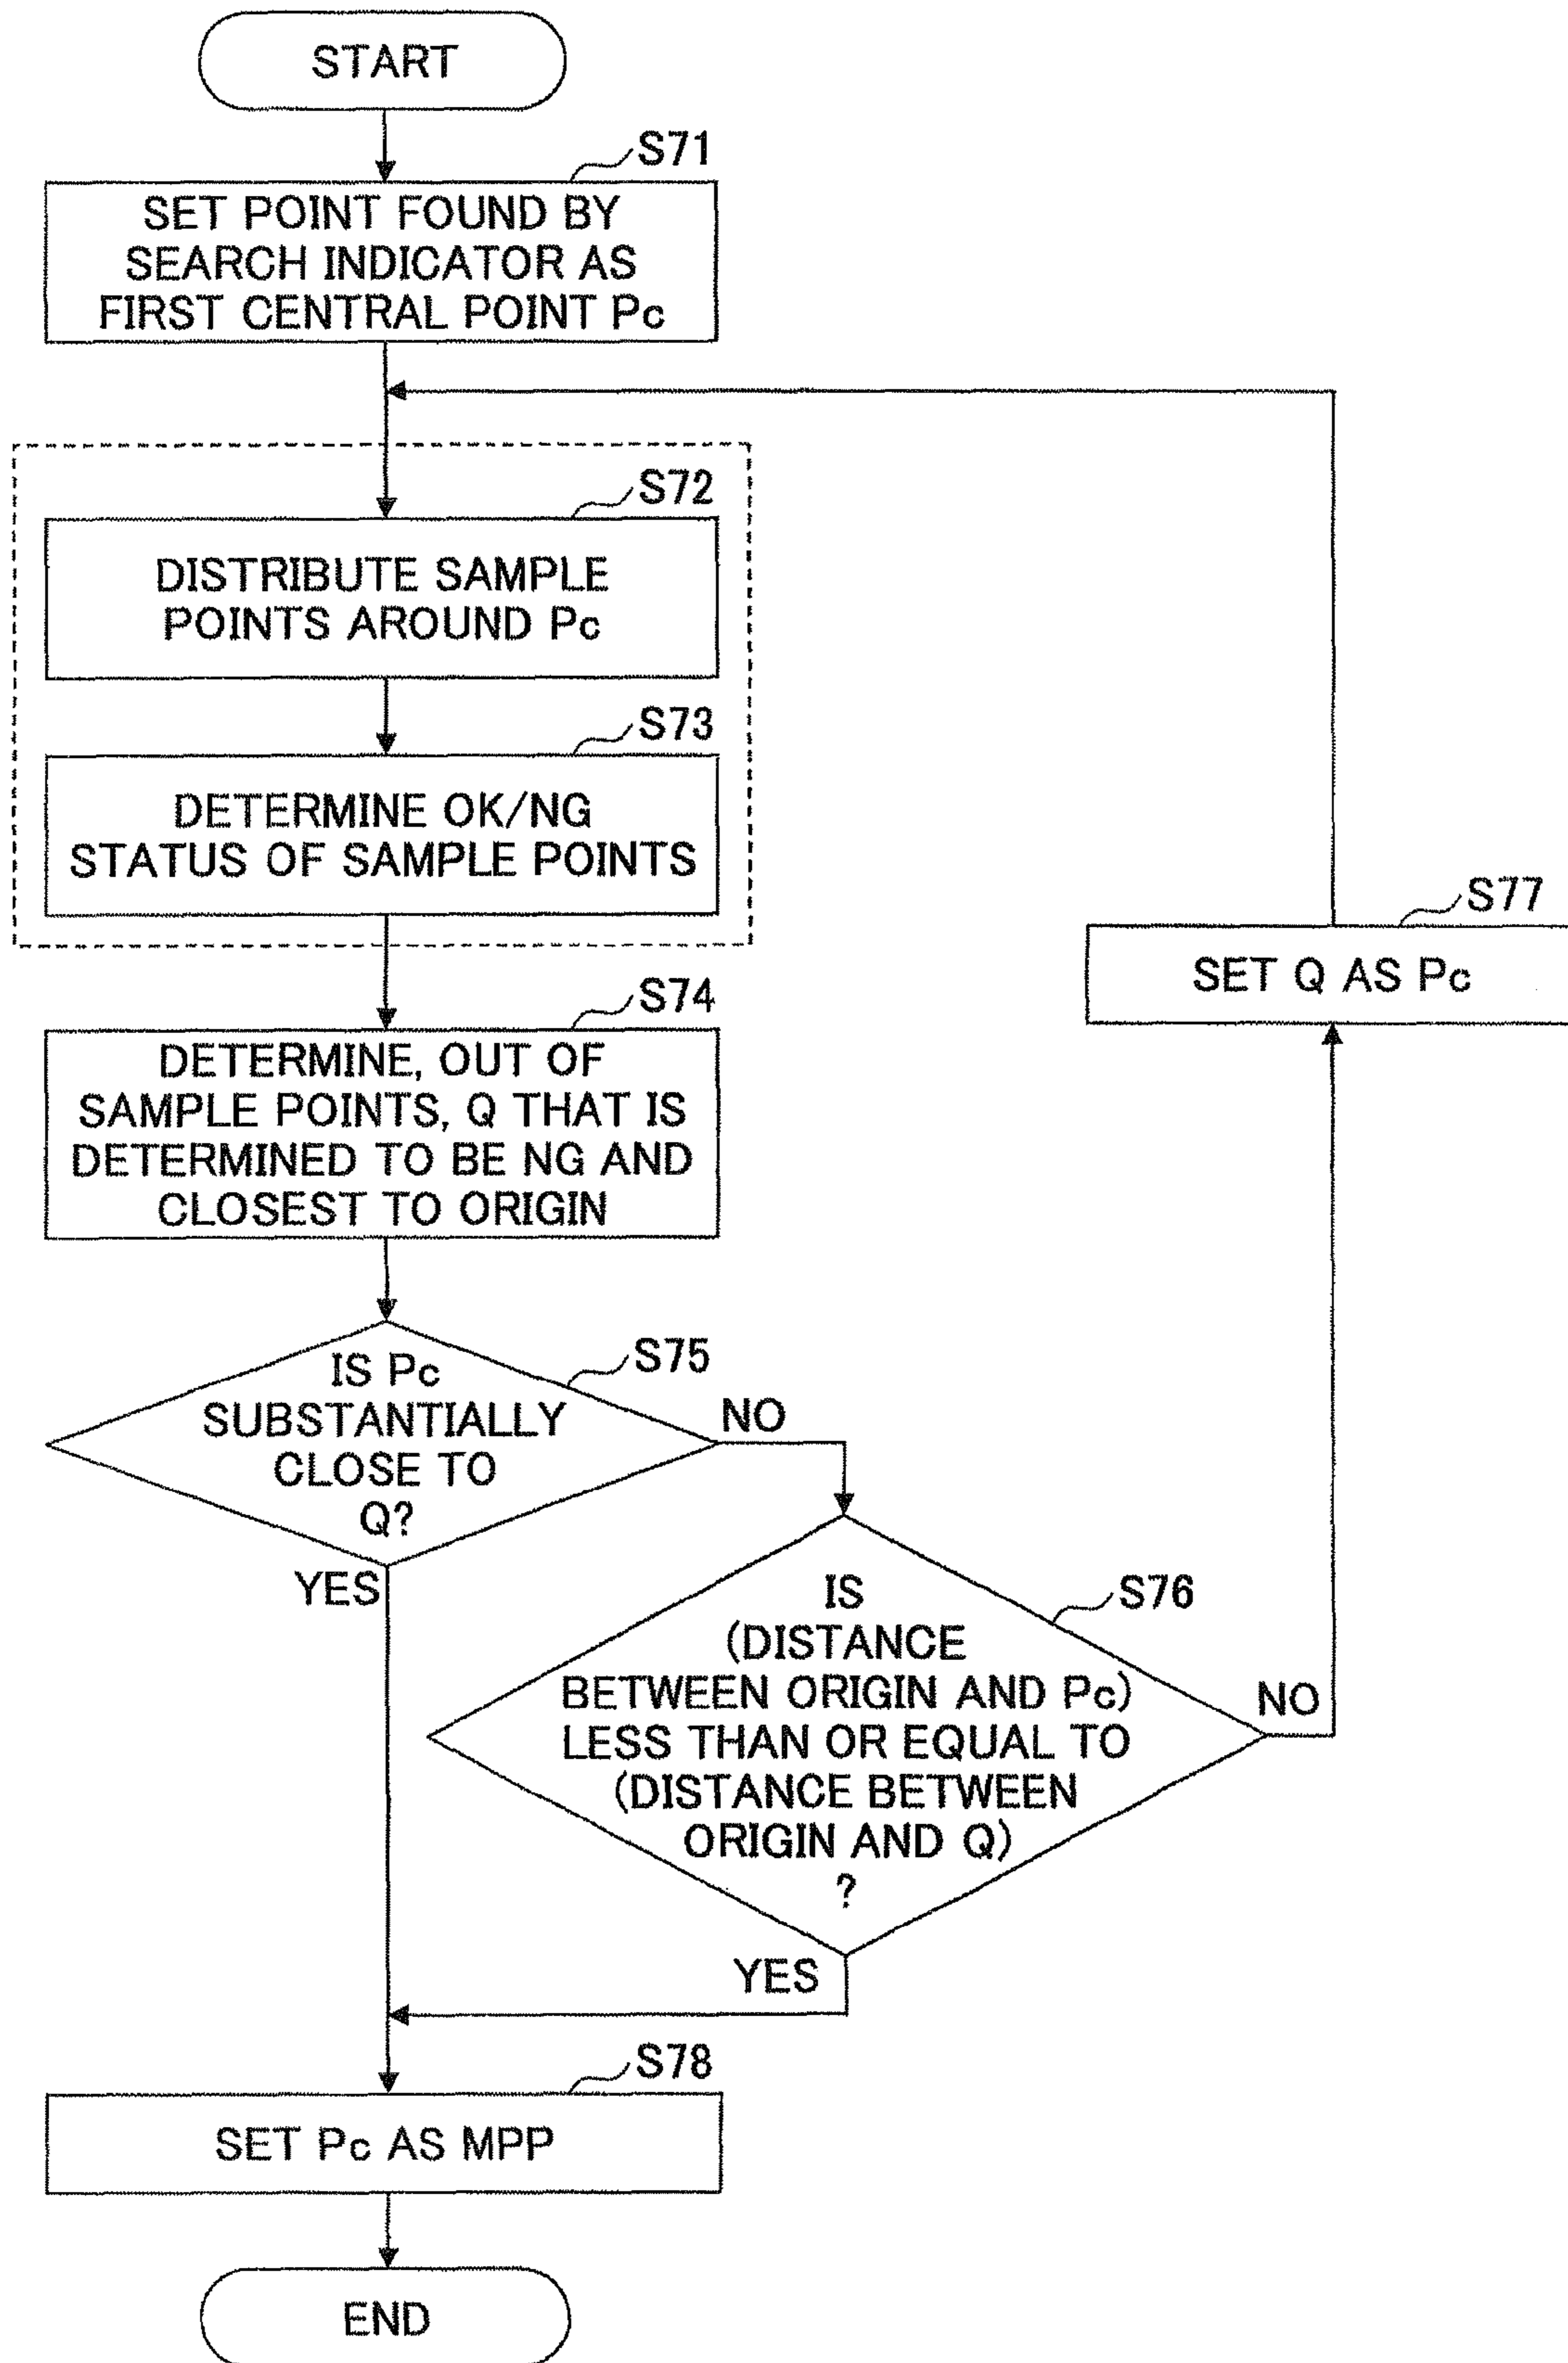 START
S71
SET POINT FOUND BY
SEARCH INDICATOR AS
FIRST CENTRAL POINT Pc
S72
DISTRIBUTE SAMPLE
POINTS AROUND Pc
S73
DETERMINE OK/NG
STATUS OF SAMPLE POINTS
S77
SET Q AS Pc
S74
DETERMINE, OUT OF
SAMPLE POINTS, Q THAT IS
DETERMINED TO BE NG AND
CLOSEST TO ORIGIN
S75
IS Pc
SUBSTANTIALLY
CLOSE TO
Q?
NO
YES
S76
IS
(DISTANCE
BETWEEN ORIGIN AND Pc)
LESS THAN OR EQUAL TO
(DISTANCE BETWEEN
ORIGIN AND Q)
?
NO
YES
S78
SET Pc AS MPP
END